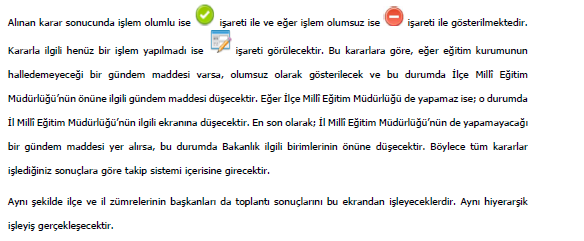 Alınan karar sonucunda işlem olumlu ise işareti ile ve eğer işlem olumsuz ise işareti ile gösterilmektedir.
Kararla ilgili henüz bir işlem yapılmadı ise işareti görülecektir. Bu kararlara göre, eğer eğitim kurumunun
halledemeyeceği bir gündem maddesi varsa, olumsuz olarak gösterilecek ve bu durumda İlçe Millî Eğitim
Müdürlüğü’nün önüne ilgili gündem maddesi düşecektir. Eğer İlçe Millî Eğitim Müdürlüğü de yapamaz ise; o durumda
İl Millî Eğitim Müdürlüğü’nün ilgili ekranına düşecektir. En son olarak; İl Millî Eğitim Müdürlüğü’nün de yapamayacağı
bir gündem maddesi yer alırsa, bu durumda Bakanlık ilgili birimlerinin önüne düşecektir. Böylece tüm kararlar
işlediğiniz sonuçlara göre takip sistemi içerisine girecektir.
Aynı şekilde ilçe ve il zümrelerinin başkanları da toplantı sonuçlarını bu ekrandan işleyeceklerdir. Aynı hiyerarşik
işleyiş gerçekleşecektir.